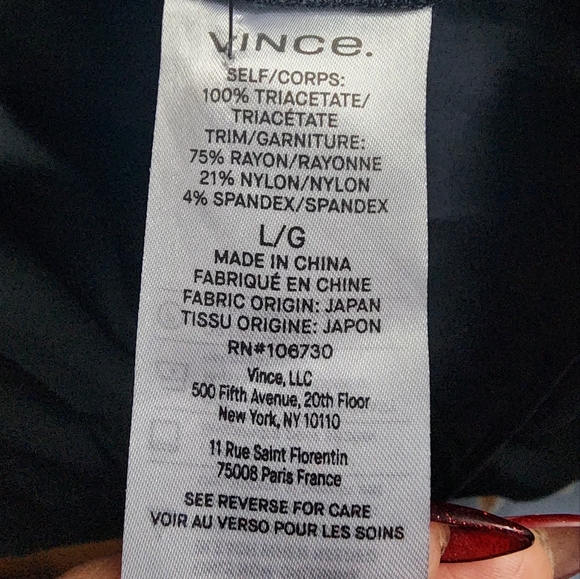 VINCe.
SELF/CORPS:
100% TRIACETATE/
TRIACÉTATE
TRIM/GARNITURE:
75% RAYON/RAYONNE
21% NYLON/NYLON
4% SPANDEX/SPANDEX
L/G
MADE IN CHINA
FABRIQUÉ EN CHINE
FABRIC ORIGIN: JAPAN
TISSU ORIGINE: JAPON
RN#106730
Vince, LLC
500 Fifth Avenue, 20th Floor
New York, NY 10110
11 Rue Saint Florentin
75008 Paris France
SEE REVERSE FOR CARE
VOIR AU VERSO POUR LES SOINS